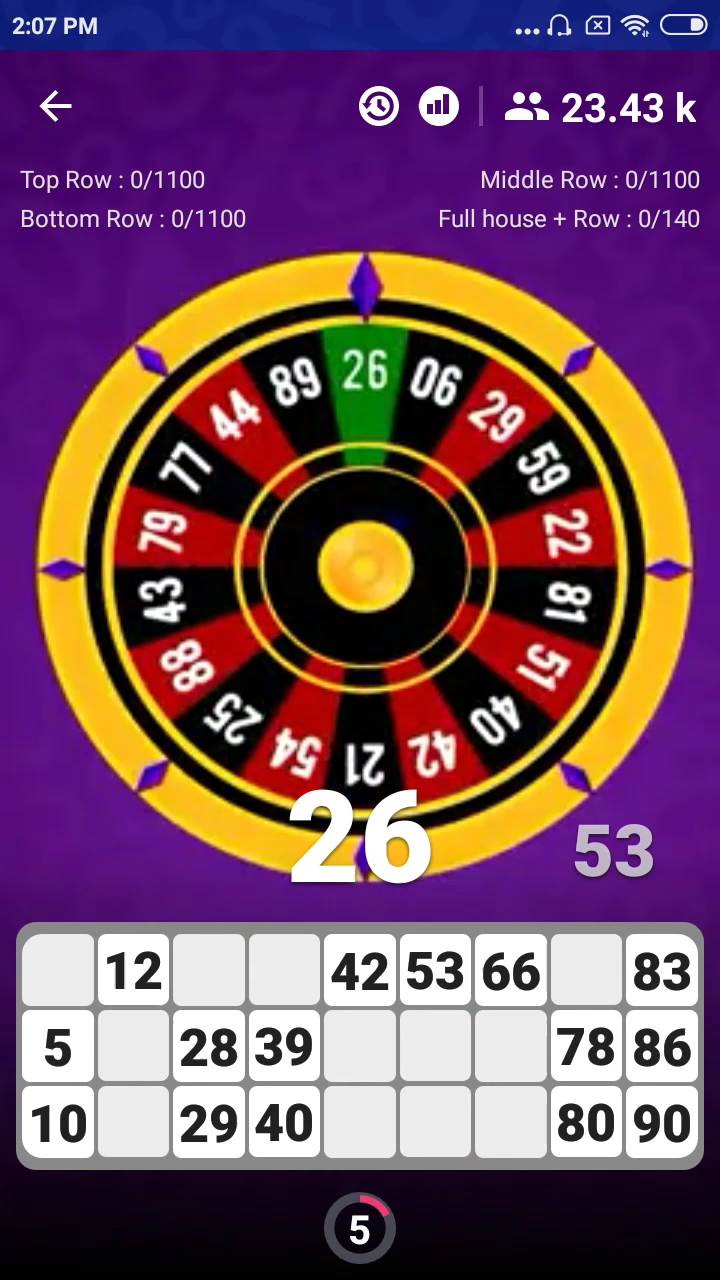 2:07 PM
23.43 k
Top Row : 0/1100
Middle Row : 0/1100
Bottom Row : 0/1100
Full house + Row : 0/140
26
06
29
59
22
81
51
40
42
21
54
25
88
43
79
77
44
89
26
53
12 42 53 66 83
5 28 39 78 86
10 29 40 80 90
5